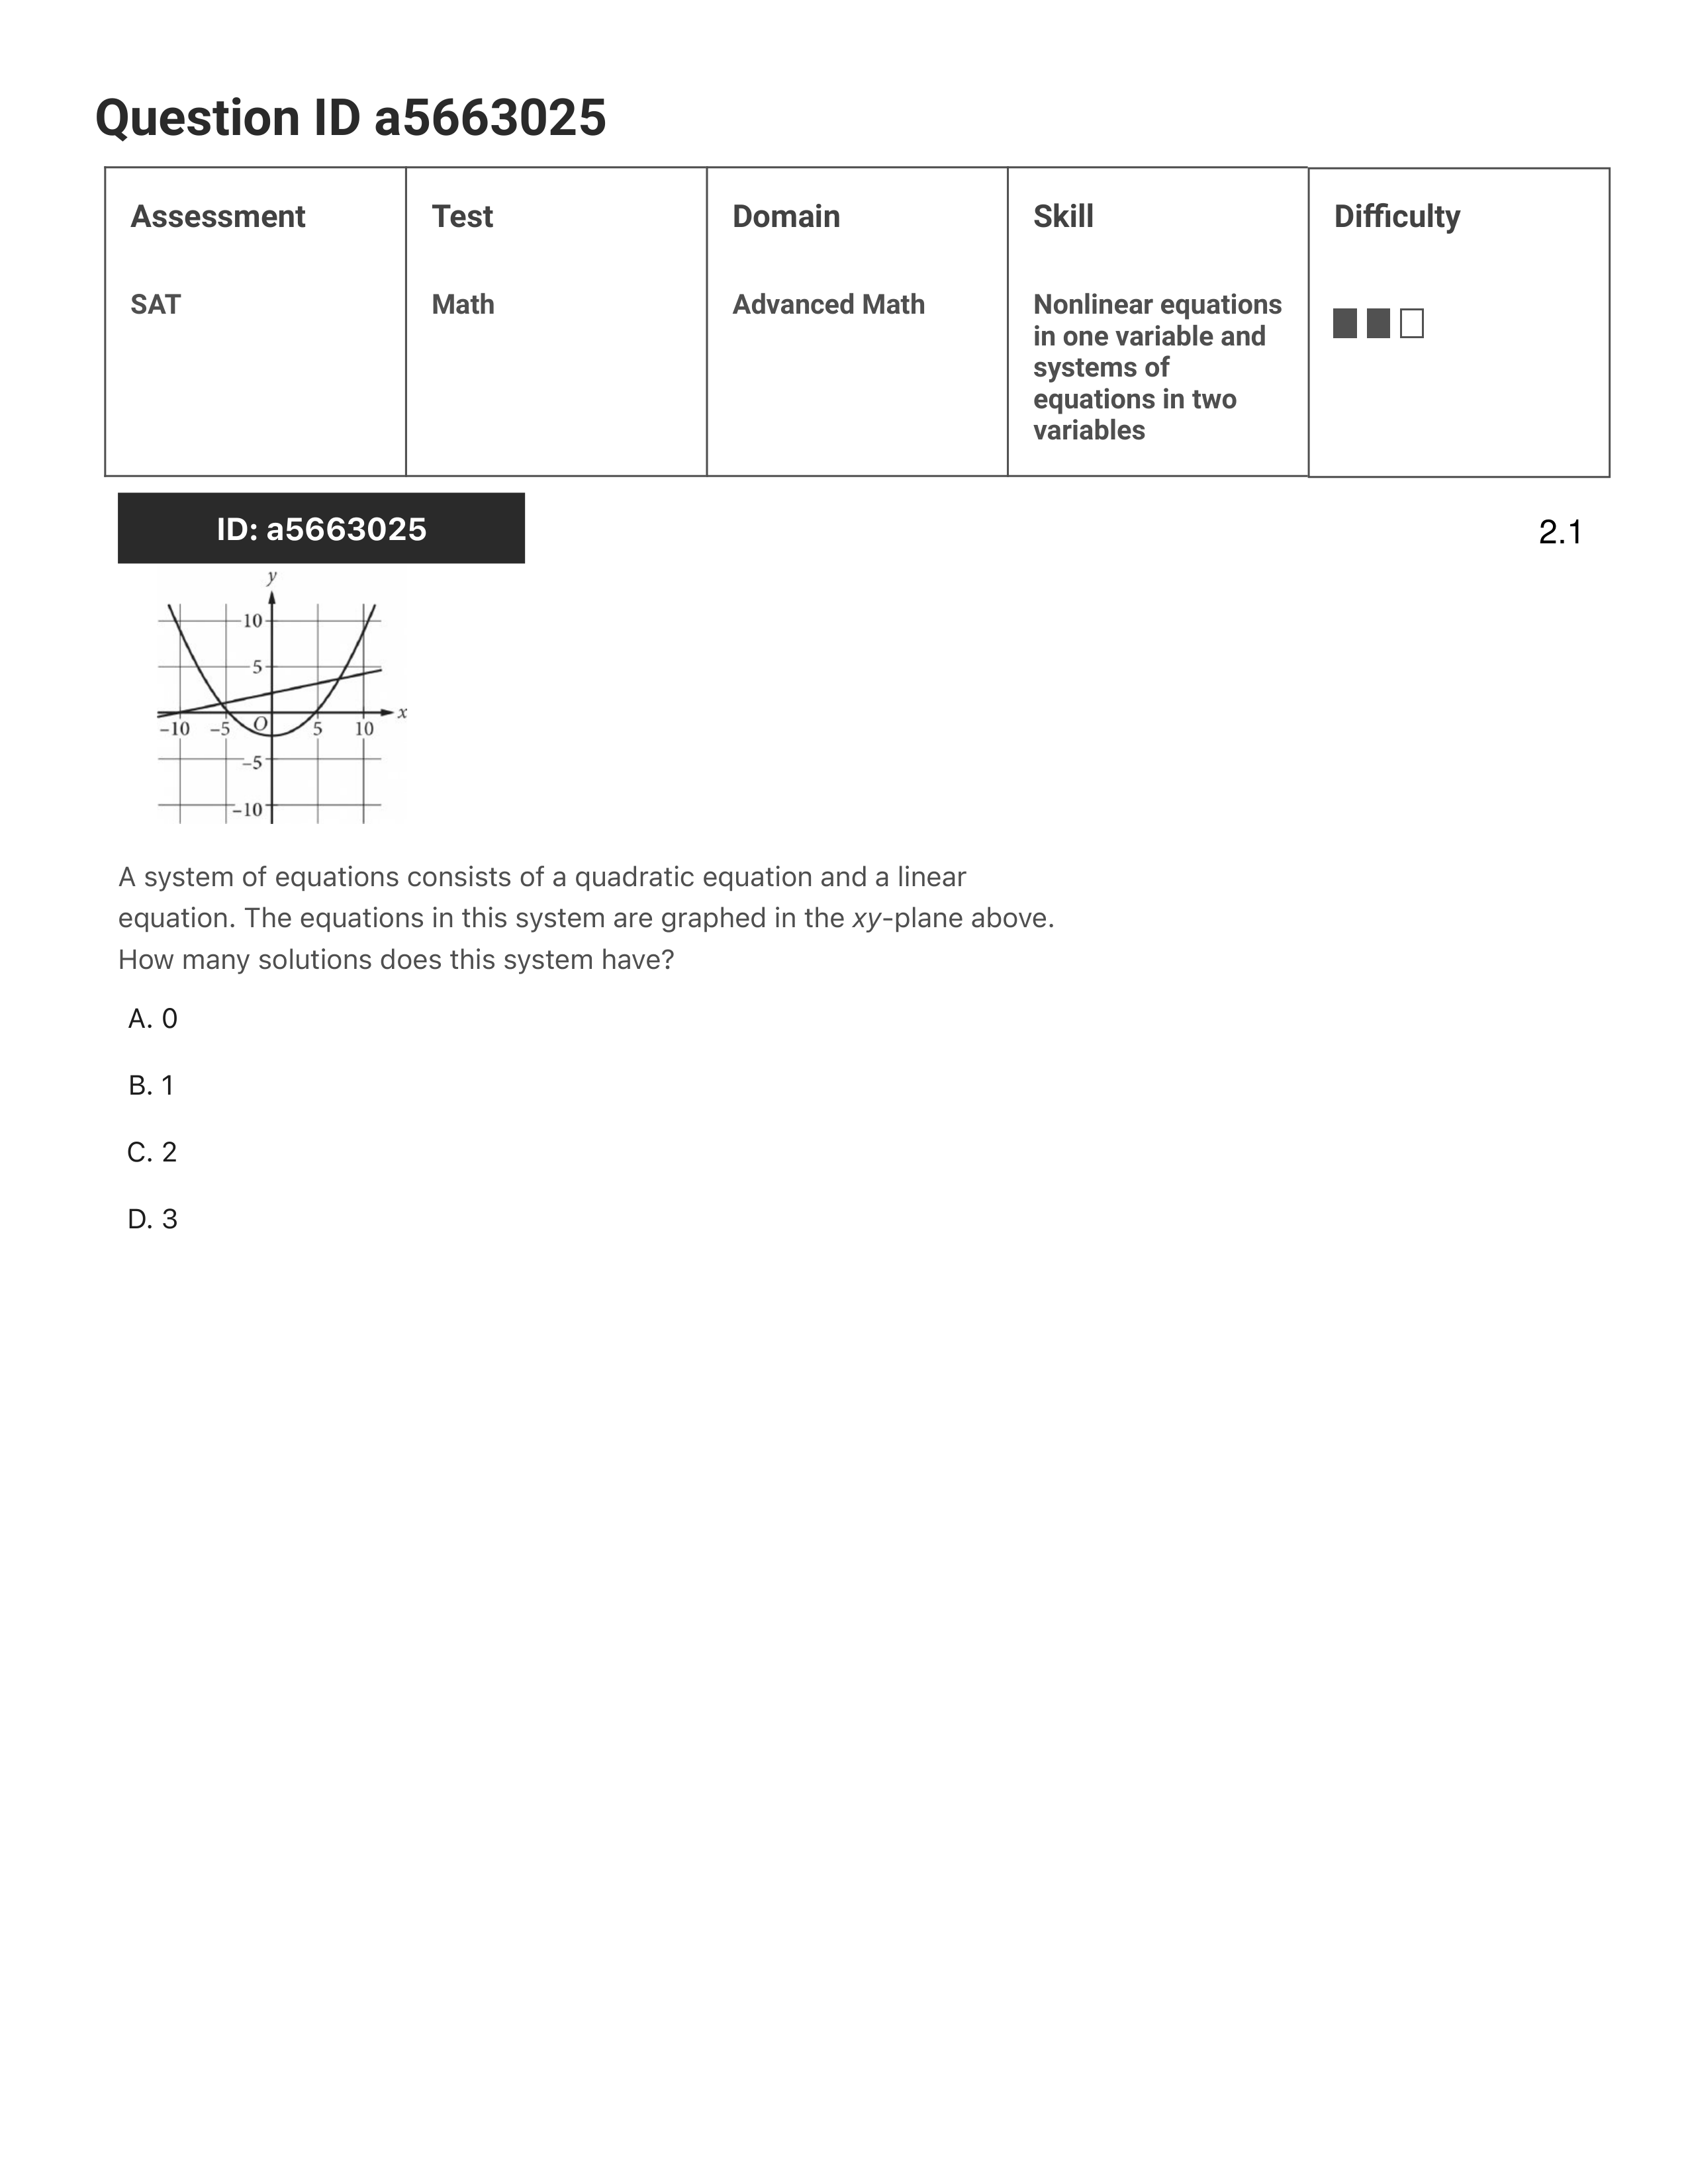 Question ID a5663025
Assessment
Test
Domain
Skill
Difficulty
SAT
Math
Advanced Math
Nonlinear equations
in one variable and
systems of
equations in two
variables
ID: a5663025
2.1
y
10
5
x
−10
−5
O
5
10
−5
−10
A system of equations consists of a quadratic equation and a linear
equation. The equations in this system are graphed in the xy-plane above.
How many solutions does this system have?
A. 0
B. 1
C. 2
D. 3